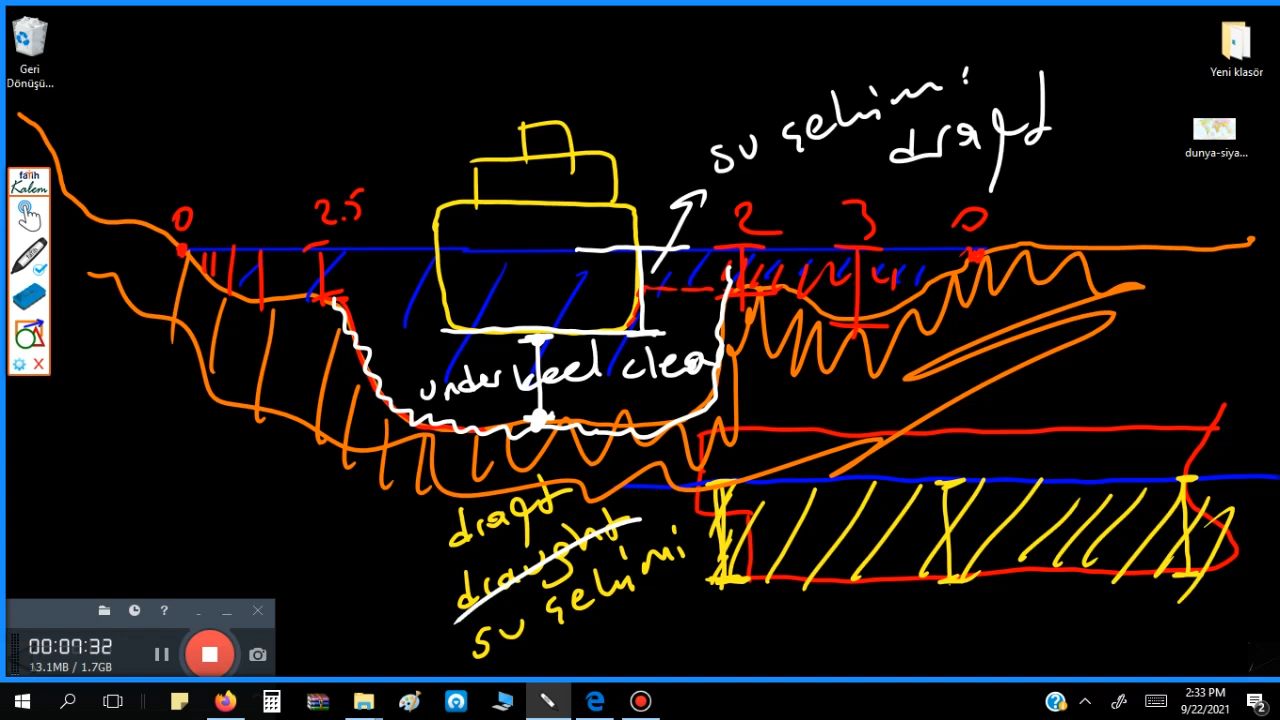 Geri
Dönüşü...
Yeni klasör
dunya-siya...
fatih
Kalem
su çekimi :
draft
0
2.5
2
3
0
under keel clea
draft
draught
su çekimi
00:07:32
13.1MB / 1.7GB
2:33 PM
9/22/2021
2